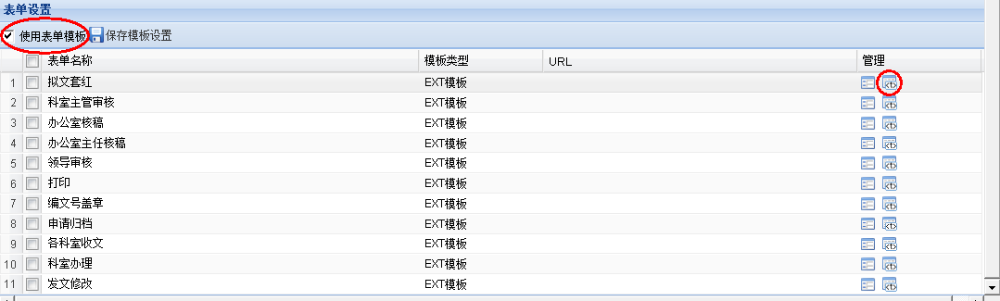 表单设置
使用表单模板 保存模板设置
表单名称 模板类型 URL 管理
1 拟文套红 EXT模板
2 科室主管审核 EXT模板
3 办公室核稿 EXT模板
4 办公室主任核稿 EXT模板
5 领导审核 EXT模板
6 打印 EXT模板
7 编文号盖章 EXT模板
8 申请归档 EXT模板
9 各科室收文 EXT模板
10 科室办理 EXT模板
11 发文修改 EXT模板